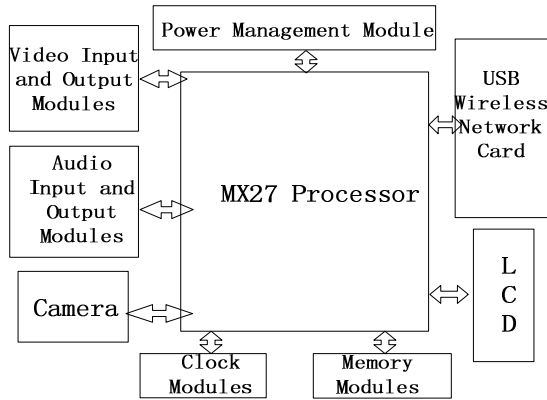 Power Management Module
Video Input
and Output
Modules
USB
Wireless
Network
Card
Audio
Input and
Output
Modules
MX27 Processor
L
C
D
Camera
Clock
Modules
Memory
Modules